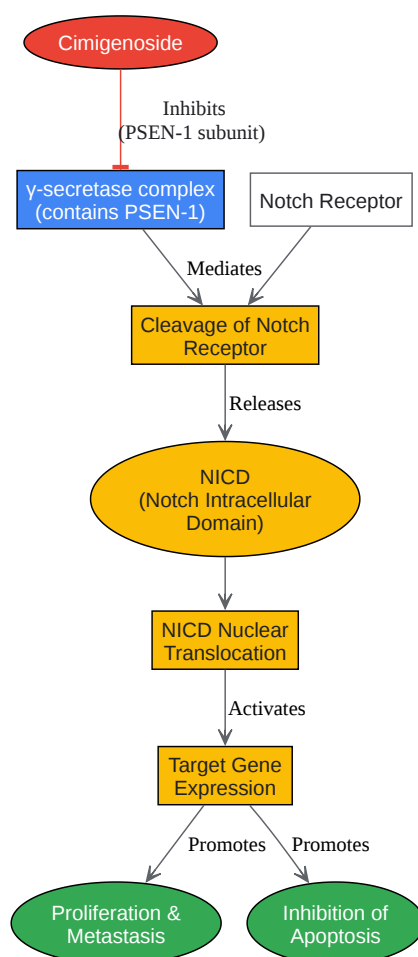 Cimigenoside
Inhibits
(PSEN-1 subunit)
γ-secretase complex
(contains PSEN-1)
Notch Receptor
Mediates
Cleavage of Notch
Receptor
Releases
NICD
(Notch Intracellular
Domain)
NICD Nuclear
Translocation
Activates
Target Gene
Expression
Promotes
Promotes
Proliferation &
Metastasis
Inhibition of
Apoptosis